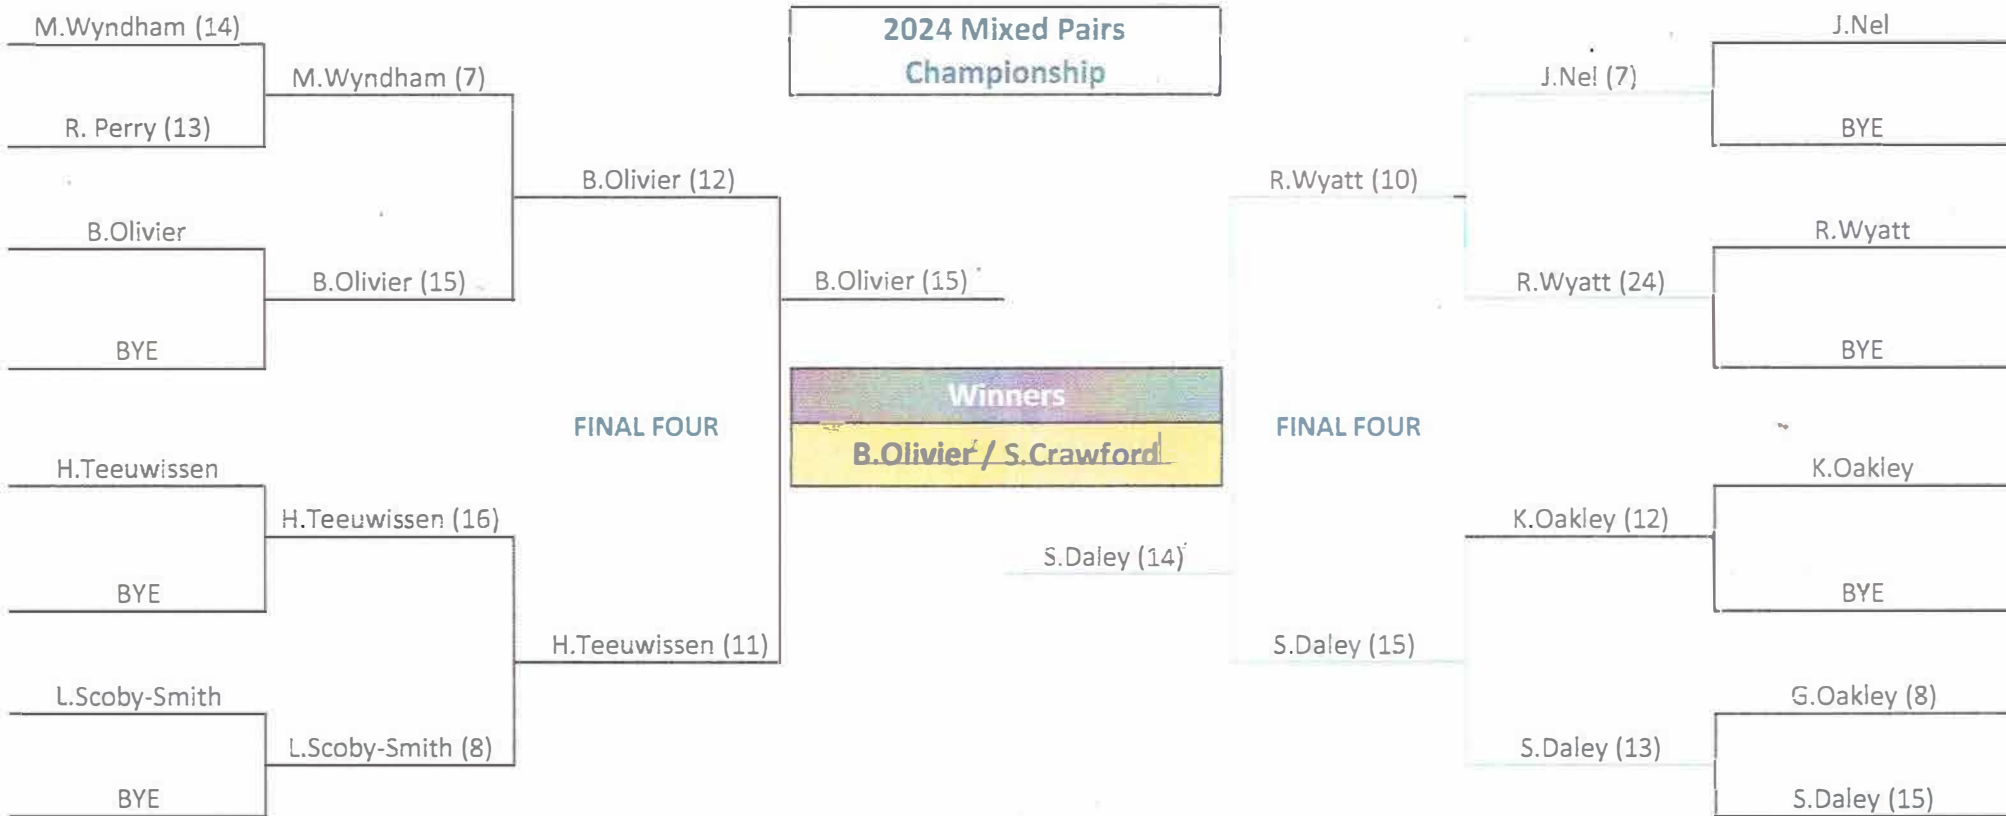 2024 Mixed Pairs
Championship
M.Wyndham (14)
R. Perry (13)
B.Olivier
BYE
H.Teeuwissen
BYE
L.Scoby-Smith
BYE
M.Wyndham (7)
B.Olivier (15)
H.Teeuwissen (16)
L.Scoby-Smith (8)
B.Olivier (12)
FINAL FOUR
H.Teeuwissen (11)
B.Olivier (15)
Winners
B.Olivier / S.Crawford
S.Daley (14)
R.Wyatt (10)
FINAL FOUR
S.Daley (15)
J.Nel (7)
R.Wyatt (24)
K.Oakley (12)
S.Daley (13)
J.Nel
BYE
R.Wyatt
BYE
K.Oakley
BYE
G.Oakley (8)
S.Daley (15)